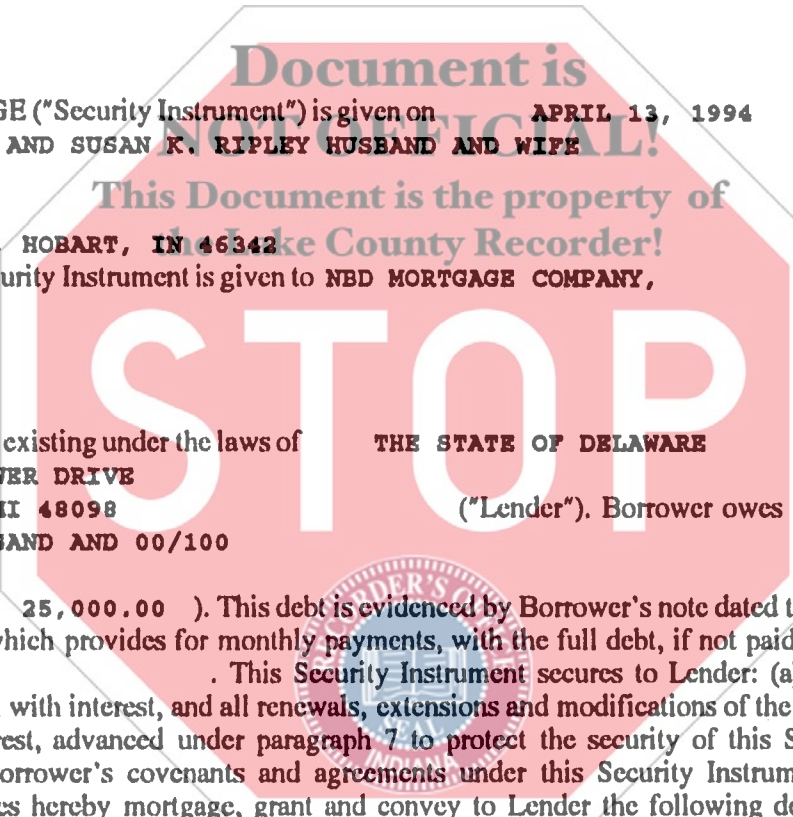 Document is
GE ("Security Instrument") is given on APRIL 13, 1994
NOT OFFICIAL!
AND SUSAN K. RIPLEY HUSBAND AND WIFE
This Document is the property of
the Lake County Recorder!
HOBART, IN 46342
urity Instrument is given to NBD MORTGAGE COMPANY,
STOP
existing under the laws of THE STATE OF DELAWARE
WER DRIVE
MI 48098 ("Lender"). Borrower owes
SAND AND 00/100
RECORDER'S OFFICE
25,000.00 ). This debt is evidenced by Borrower's note dated t
which provides for monthly payments, with the full debt, if not paid
. This Security Instrument secures to Lender: (a)
with interest, and all renewals, extensions and modifications of the
SEAL
rest, advanced under paragraph 7 to protect the security of this S
INDIANA
orrower's covenants and agreements under this Security Instrum
es hereby mortgage, grant and convey to Lender the following de